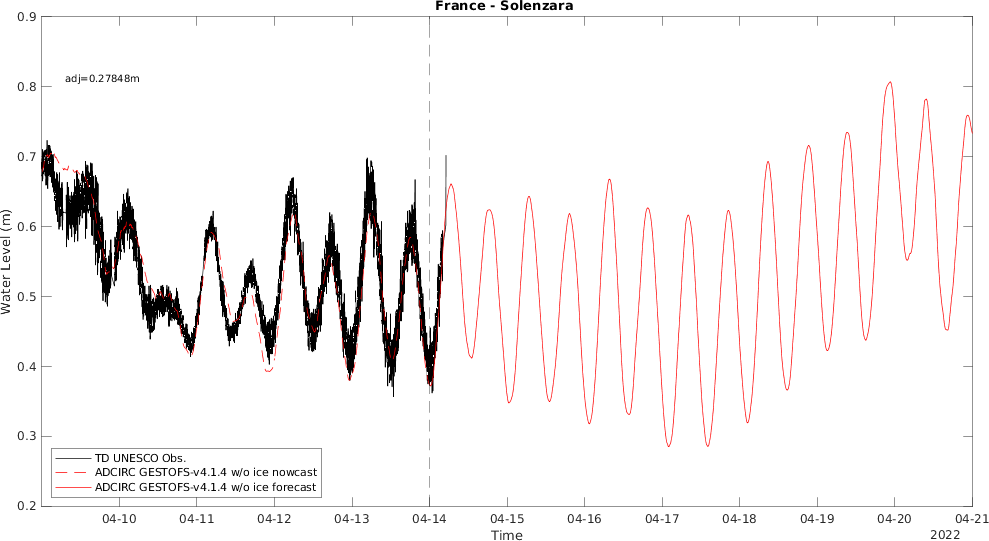 France - Solenzara
0.9
0.8
0.7
0.6
0.5
0.4
0.3
0.2
Water Level (m)
adj=0.27848m
TD UNESCO Obs.
ADCIRC GESTOFS-v4.1.4 w/o ice nowcast
ADCIRC GESTOFS-v4.1.4 w/o ice forecast
04-10 04-11 04-12 04-13 04-14 04-15 04-16 04-17 04-18 04-19 04-20 04-21
Time
2022